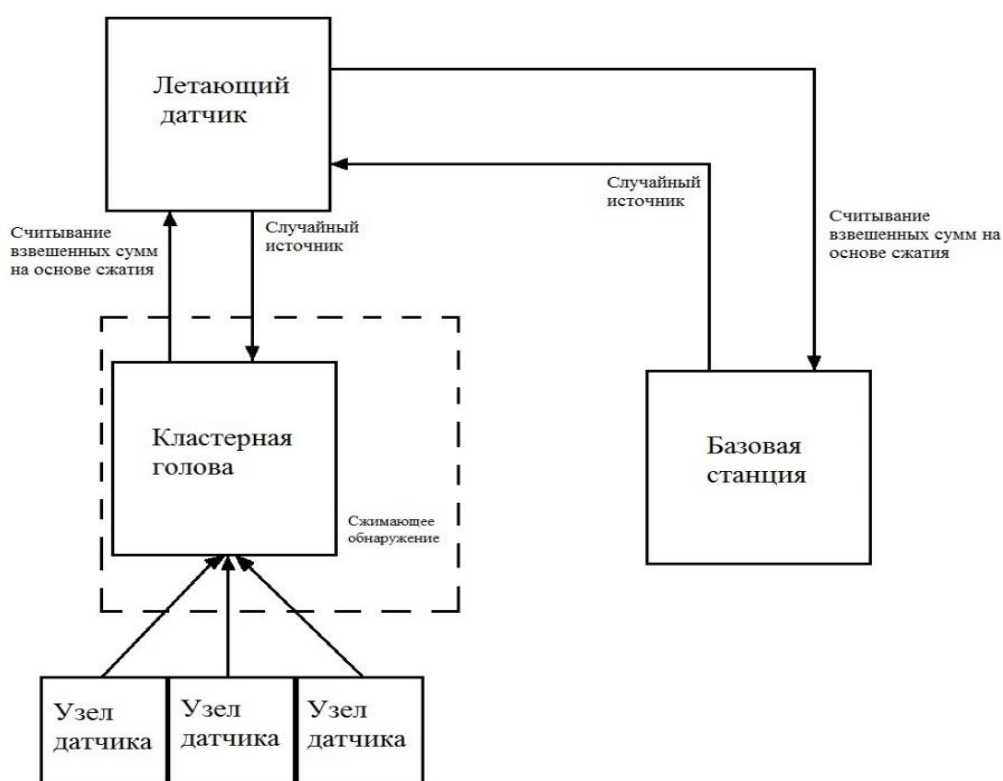 Летающий
датчик
Случайный
источник
Считывание
взвешенных сумм
на основе сжатия
Случайный
источник
Считывание
взвешенных сумм на
основе сжатия
Кластерная
голова
Сжимающее
обнаружение
Базовая
станция
Узел
датчика
Узел
датчика
Узел
датчика